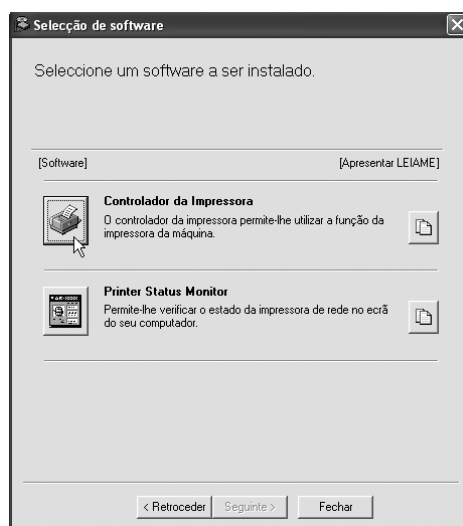 Selecção de software
Seleccione um software a ser instalado.
[Software] [Apresentar LEIAME]
Controlador da Impressora
O controlador da impressora permite-lhe utilizar a função da
impressora da máquina.
Printer Status Monitor
Permite-lhe verificar o estado da impressora de rede no ecrã
do seu computador.
< Retroceder Seguinte > Fechar